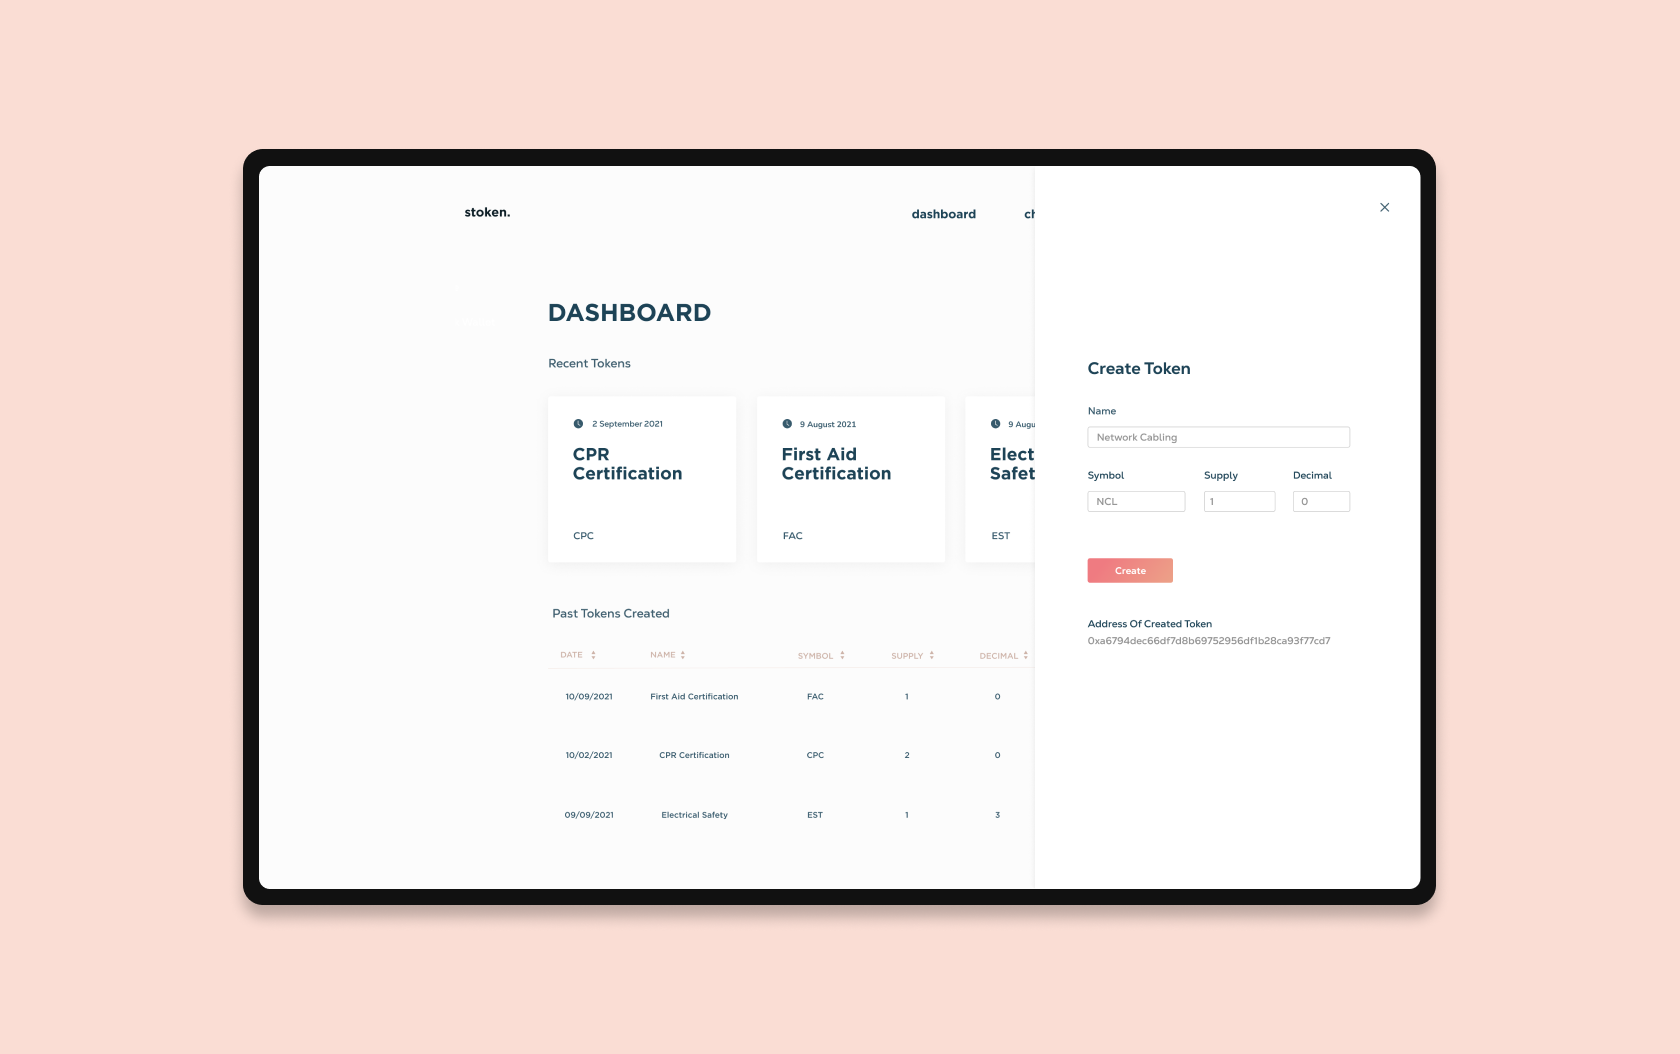 stoken.
dashboard
ch
DASHBOARD
Recent Tokens
2 September 2021
CPR
Certification
CPC
9 August 2021
First Aid
Certification
FAC
9 Augu
Elect
Safet
EST
Past Tokens Created
DATE NAME SYMBOL SUPPLY DECIMAL
10/09/2021 First Aid Certification FAC 1 0
10/02/2021 CPR Certification CPC 2 0
09/09/2021 Electrical Safety EST 1 3
Create Token
Name
Network Cabling
Symbol Supply Decimal
NCL 1 0
Create
Address Of Created Token
0xa6794dec66df7d8b69752956df1b28ca93f77cd7